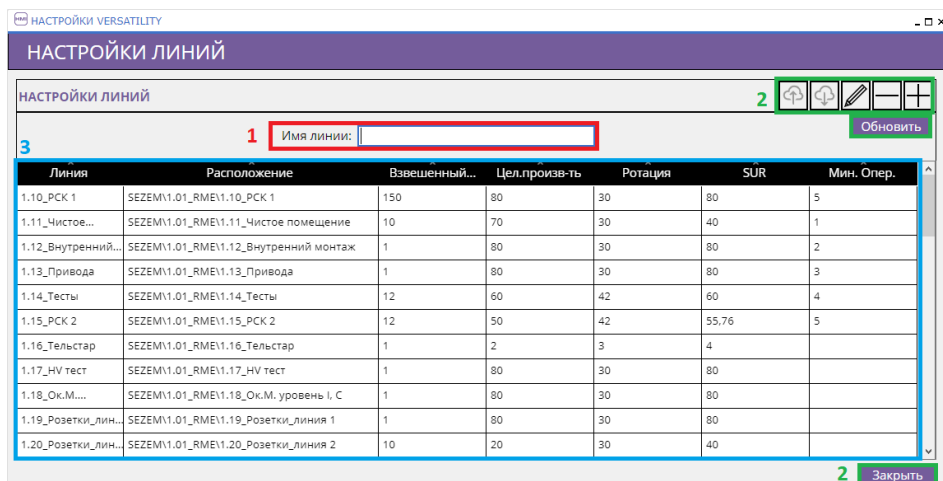 HMI НАСТРОЙКИ VERSATILITY
НАСТРОЙКИ ЛИНИЙ
НАСТРОЙКИ ЛИНИЙ
2
Обновить
1 Имя линии:
3
Линия Расположение Взвешенный... Цел.произв-ть Ротация SUR Мин. Опер.
1.10_РСК 1 SEZEM\1.01_RME\1.10_РСК 1 150 80 30 80 5
1.11_Чистое... SEZEM\1.01_RME\1.11_Чистое помещение 10 70 30 40 1
1.12_Внутренний... SEZEM\1.01_RME\1.12_Внутренний монтаж 1 80 30 80 2
1.13_Привода SEZEM\1.01_RME\1.13_Привода 1 80 30 80 3
1.14_Тесты SEZEM\1.01_RME\1.14_Тесты 12 60 42 60 4
1.15_РСК 2 SEZEM\1.01_RME\1.15_РСК 2 12 50 42 55,76 5
1.16_Тельстар SEZEM\1.01_RME\1.16_Тельстар 1 2 3 4
1.17_HV тест SEZEM\1.01_RME\1.17_HV тест 1 80 30 80
1.18_Ок.М.... SEZEM\1.01_RME\1.18_Ок.М. уровень I, C 1 80 30 80
1.19_Розетки_лин... SEZEM\1.01_RME\1.19_Розетки_линия 1 1 80 30 80
1.20_Розетки_лин... SEZEM\1.01_RME\1.20_Розетки_линия 2 10 20 30 40
2 Закрыть